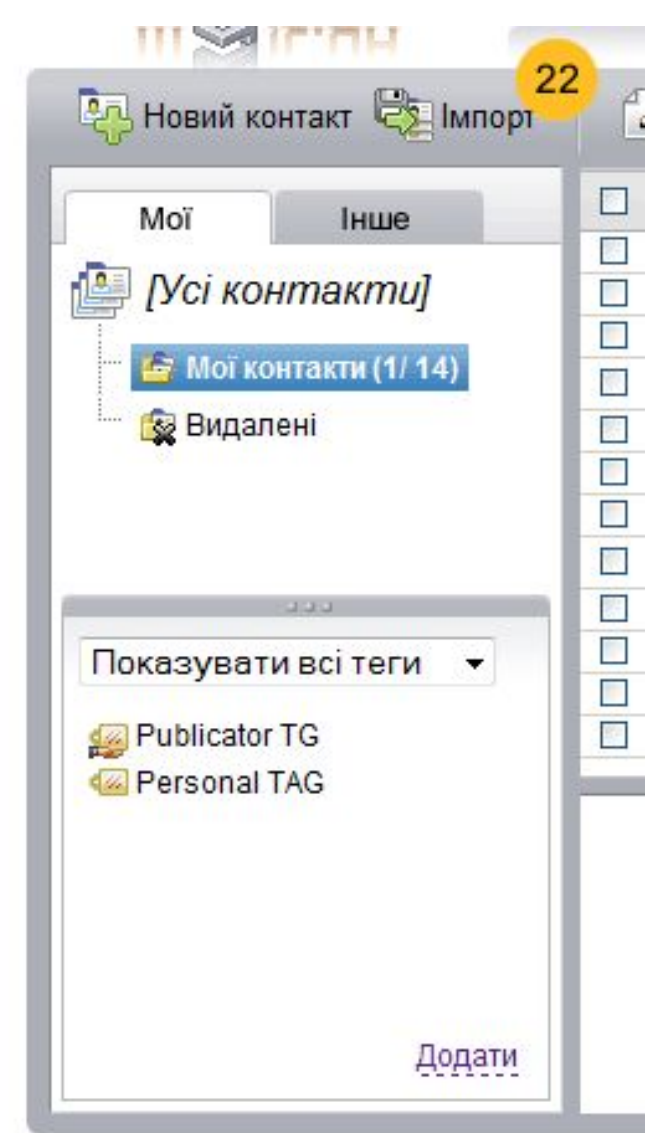 22
Новий контакт Імпорт
Мої Інше
[Усі контакти]
Мої контакти (1/ 14)
Видалені
Показувати всі теги
Publicator TG
Personal TAG
Додати